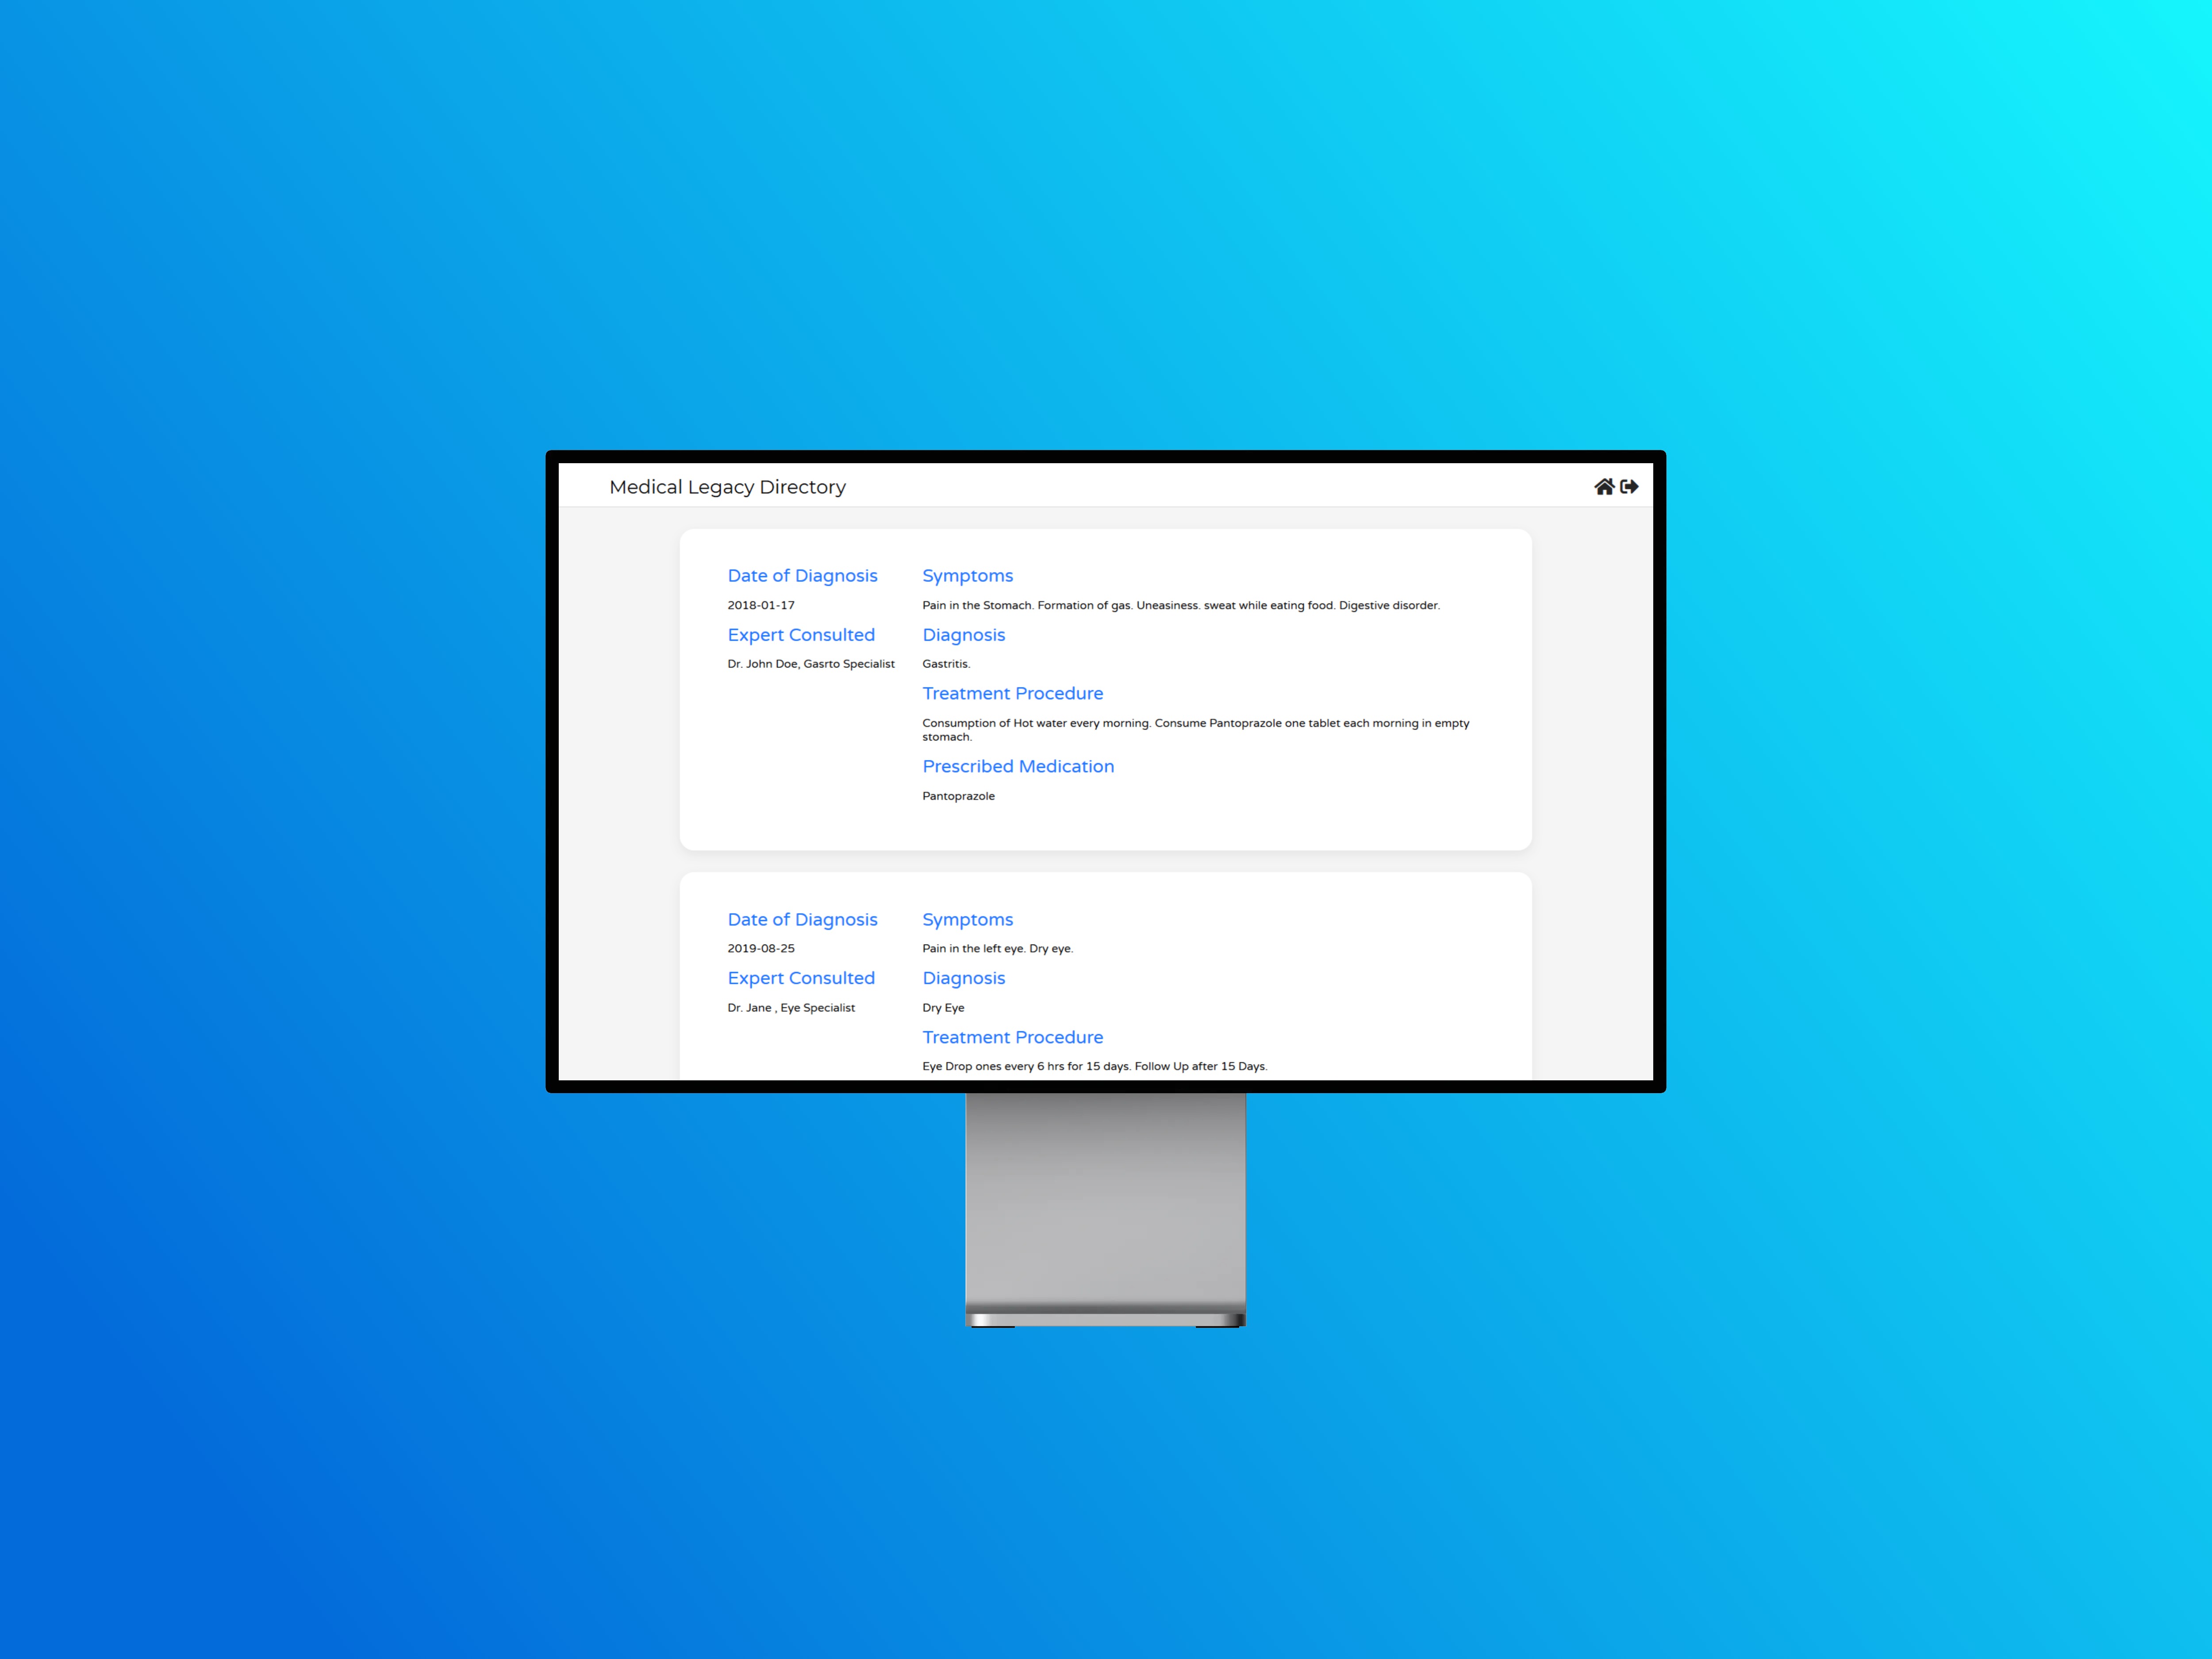 Medical Legacy Directory
Date of Diagnosis
2018-01-17
Expert Consulted
Dr. John Doe, Gasrto Specialist
Symptoms
Pain in the Stomach. Formation of gas. Uneasiness. sweat while eating food. Digestive disorder.
Diagnosis
Gastritis.
Treatment Procedure
Consumption of Hot water every morning. Consume Pantoprazole one tablet each morning in empty
stomach.
Prescribed Medication
Pantoprazole
Date of Diagnosis
2019-08-25
Expert Consulted
Dr. Jane , Eye Specialist
Symptoms
Pain in the left eye. Dry eye.
Diagnosis
Dry Eye
Treatment Procedure
Eye Drop ones every 6 hrs for 15 days. Follow Up after 15 Days.